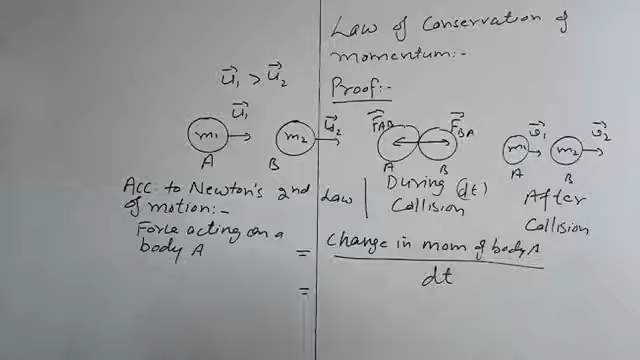 Law of Conservation of
momentum:-
Proof:-
u₁ > u₂
u₁
m₁
A
u₂
m₂
B
F_AB
F_BA
A
B
During (dt)
Collision
v₁
m₁
A
v₂
m₂
B
After
Collision
Acc to Newton's 2nd Law
of motion:-
Force acting on a
body A
= change in mom of body A
dt
=